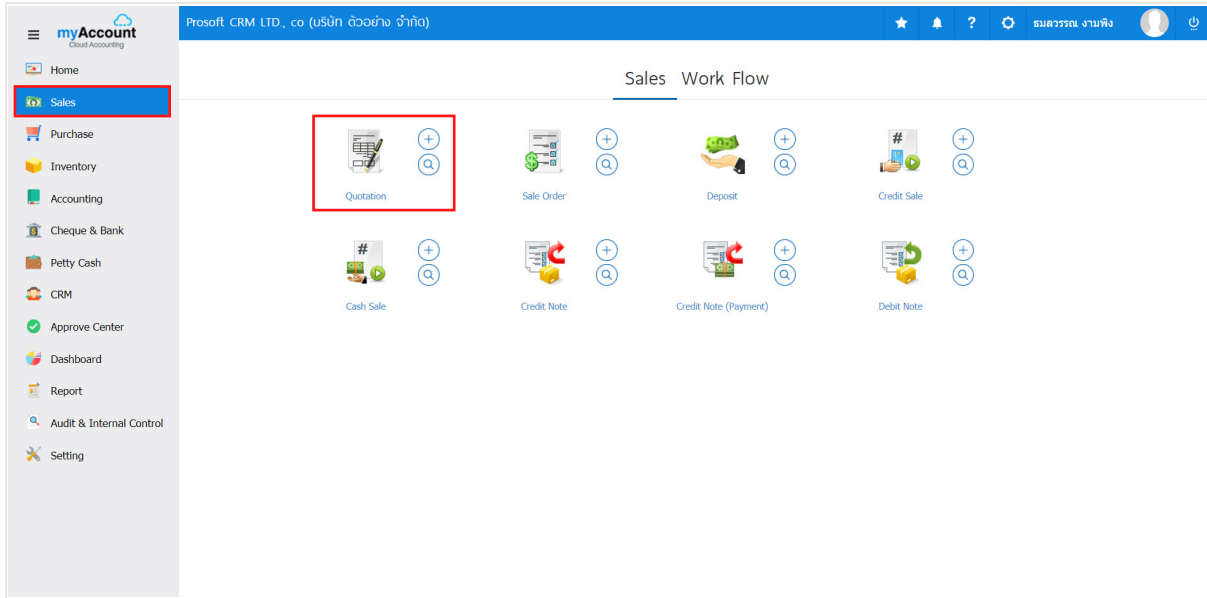 myAccount
Cloud Accounting
Prosoft CRM LTD., co (บริษัท ตัวอย่าง จำกัด)
?
ธมลวรรณ งามพิง
Home
Sales
Purchase
Inventory
Accounting
Cheque & Bank
Petty Cash
CRM
Approve Center
Dashboard
Report
Audit & Internal Control
Setting
Sales Work Flow
Quotation
Sale Order
Deposit
#
Credit Sale
#
Cash Sale
Credit Note
Credit Note (Payment)
Debit Note